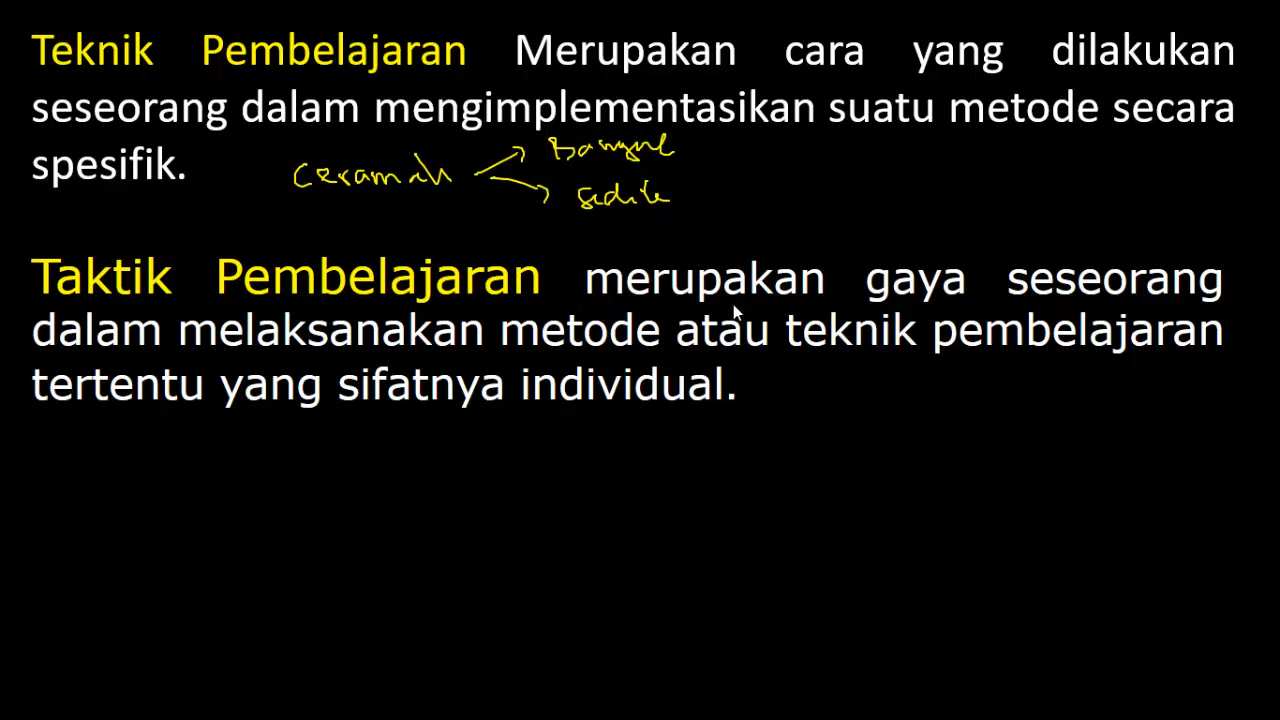 Teknik Pembelajaran Merupakan cara yang dilakukan
seseorang dalam mengimplementasikan suatu metode secara
spesifik.
Ceramah
Banyak
Sedikit
Taktik Pembelajaran merupakan gaya seseorang
dalam melaksanakan metode atau teknik pembelajaran
tertentu yang sifatnya individual.